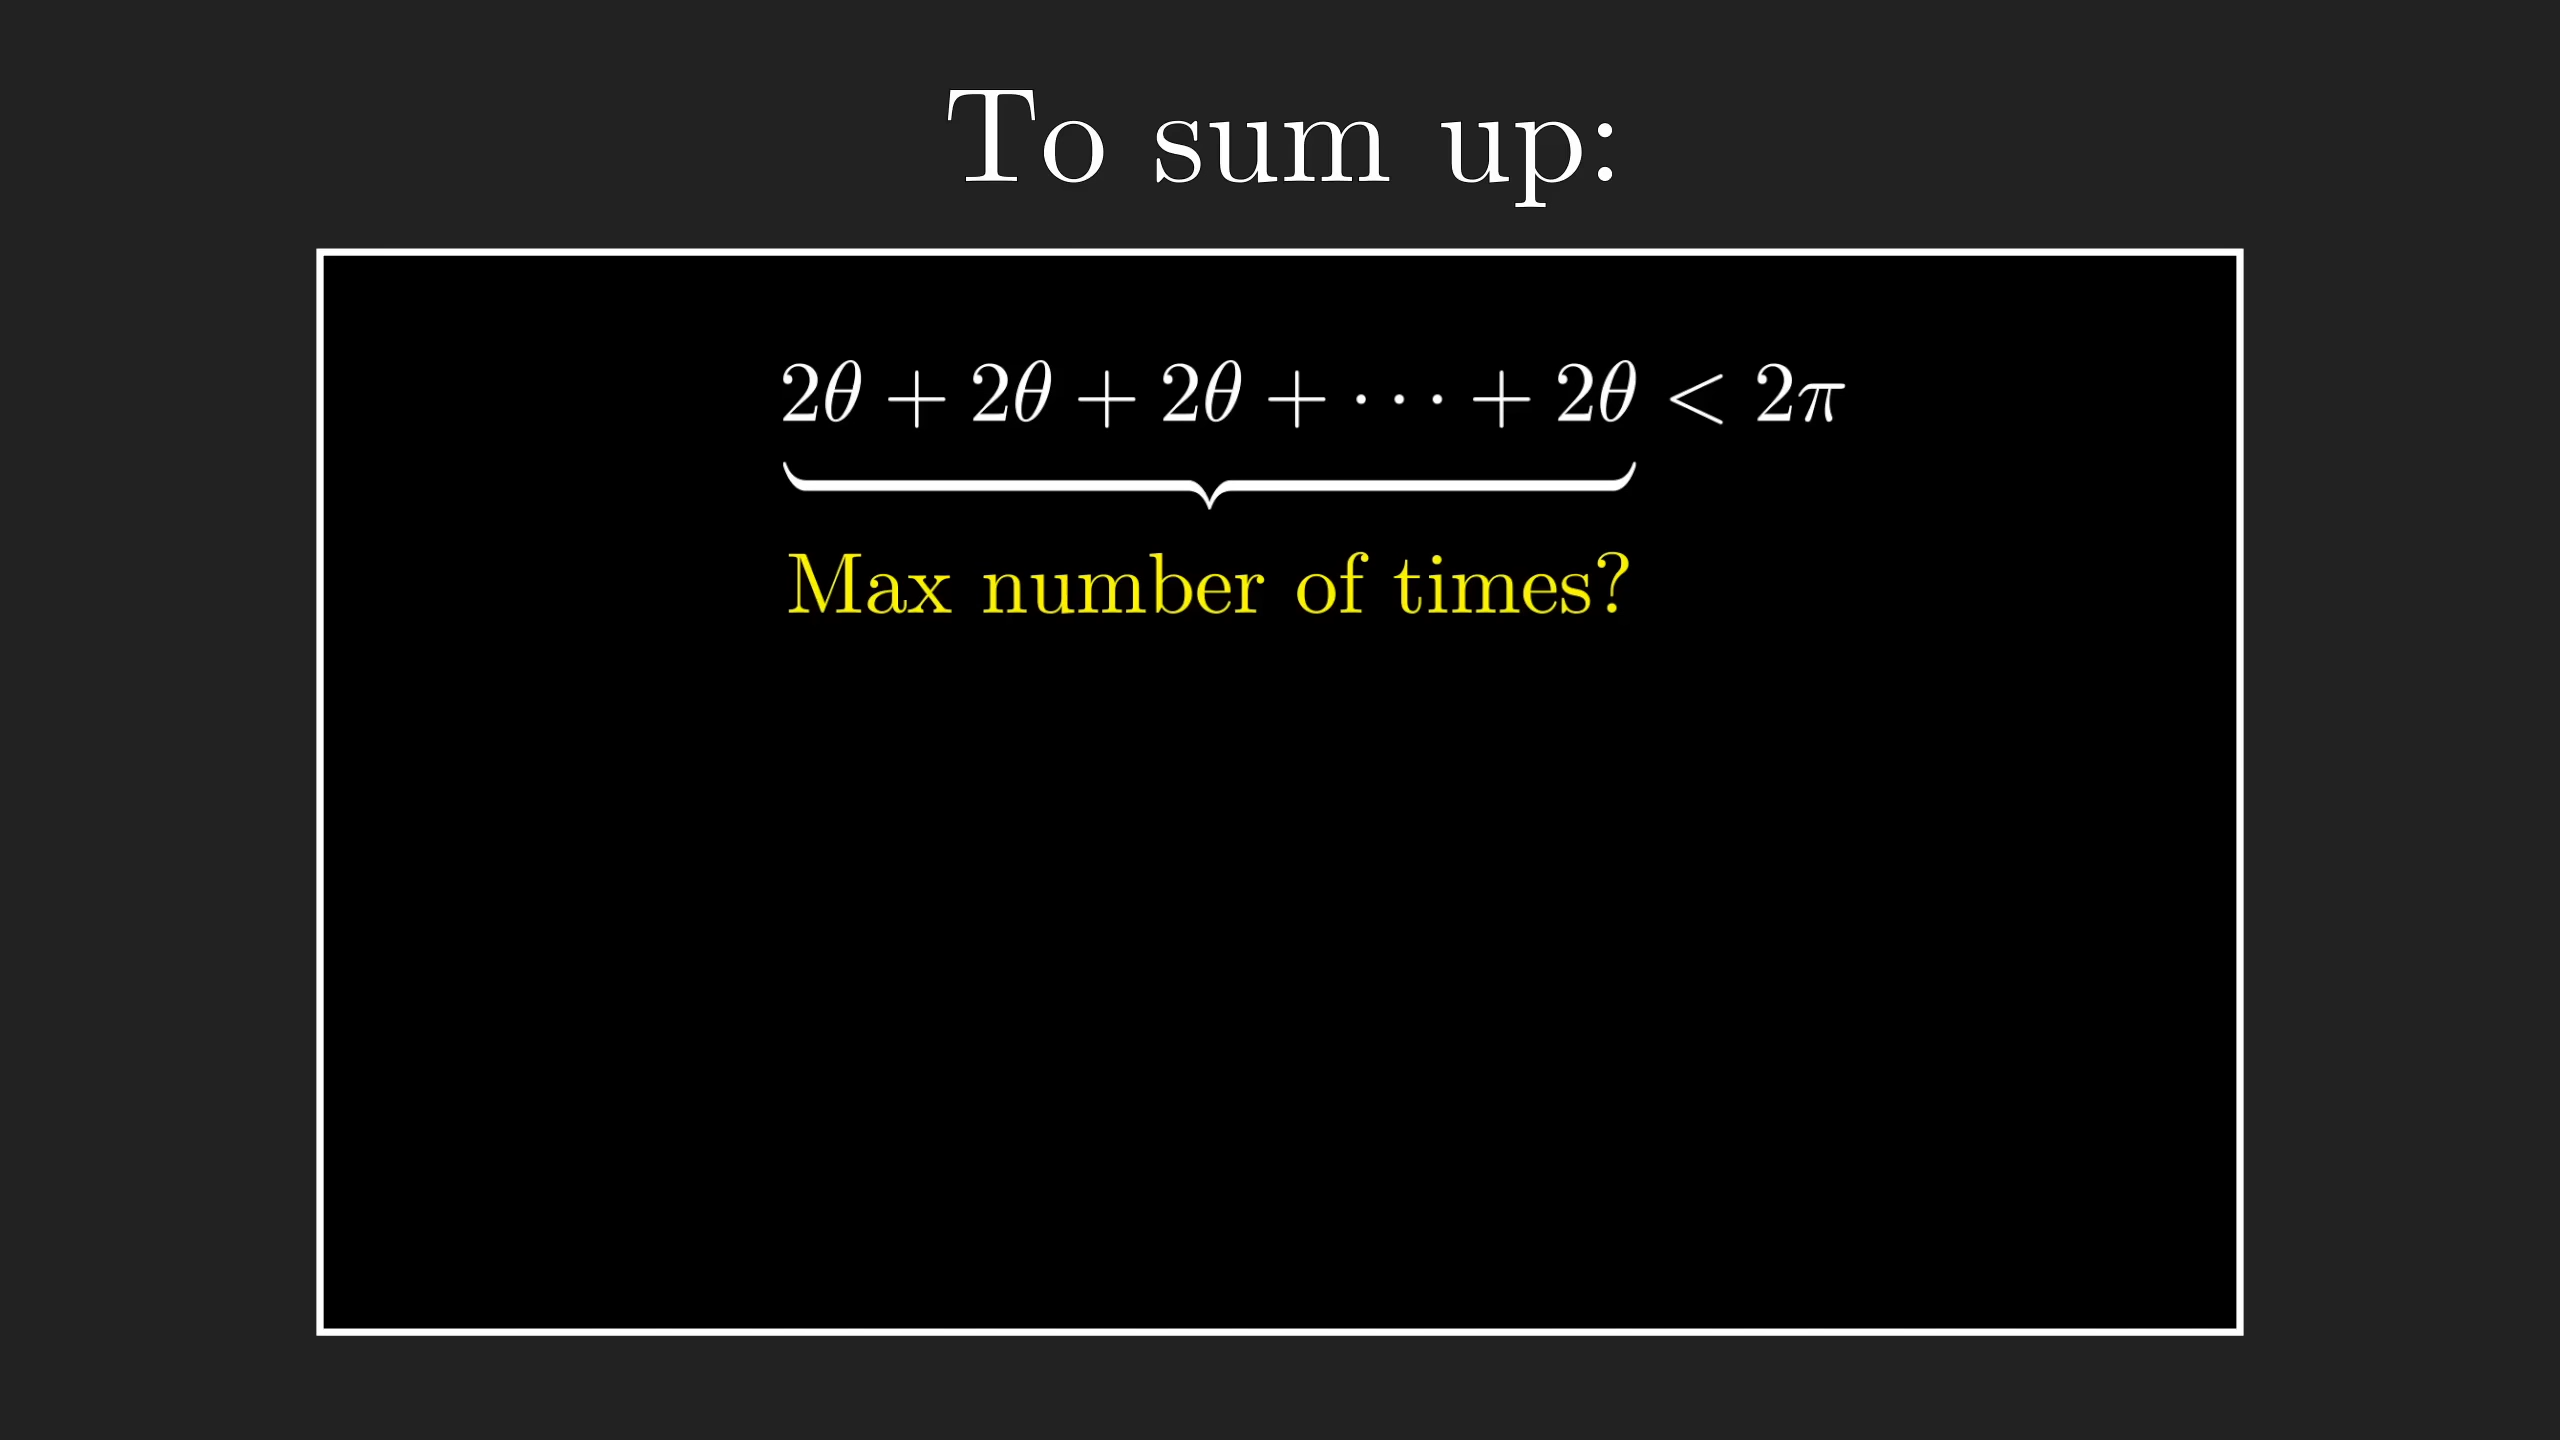 To sum up:
2θ + 2θ + 2θ + ⋯ + 2θ < 2π
Max number of times?